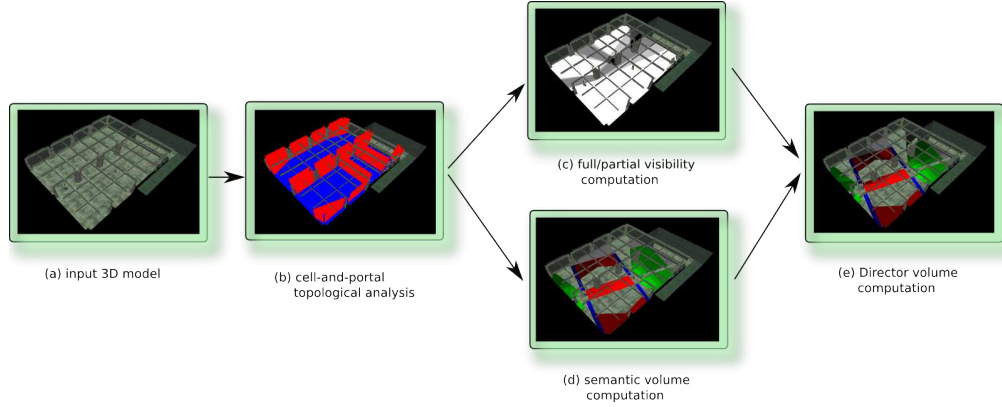 (a) input 3D model
(b) cell-and-portal
topological analysis
(c) full/partial visibility
computation
(d) semantic volume
computation
(e) Director volume
computation